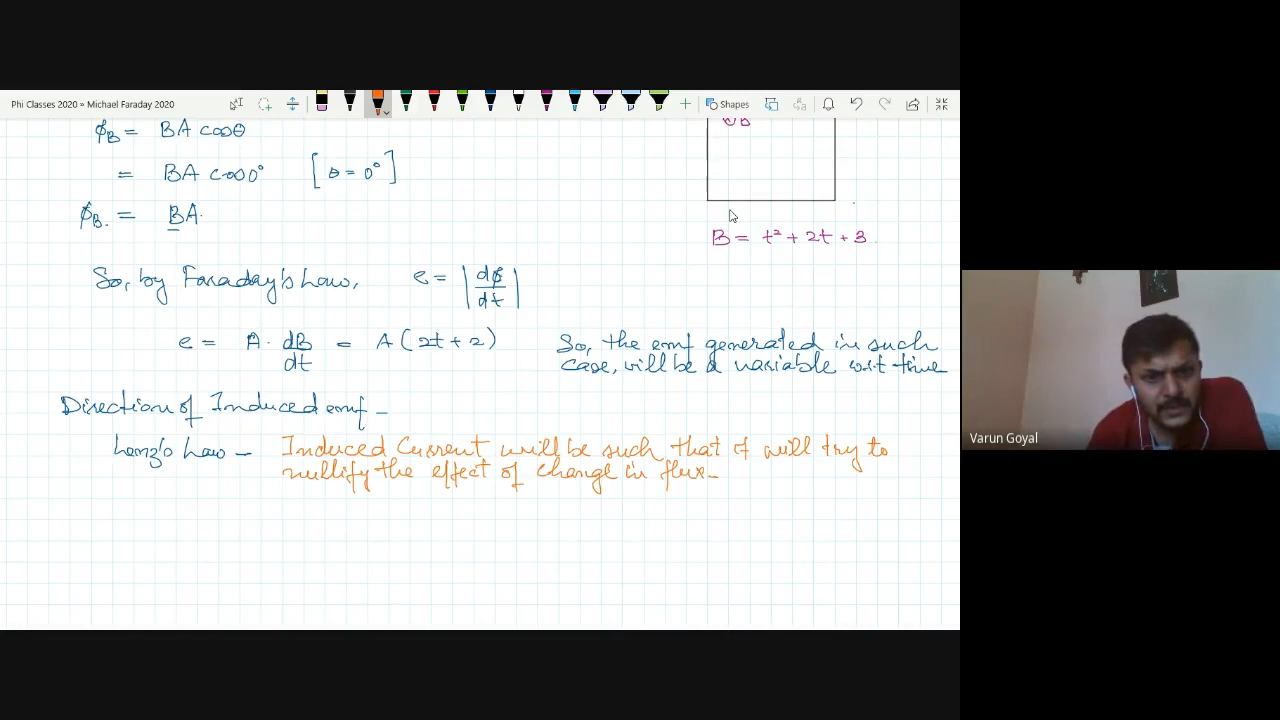 Phi Classes 2020 » Michael Faraday 2020
Shapes
ϕ_B = BA cosθ
= BA cos0° [θ = 0°]
ϕ_B. = BA.
B
B = t² + 2t + 3
So, by Faraday's Law, e = |dϕ/dt|
e = A. dB/dt = A(2t+2)
So, the emf generated in such
case, will be a variable w.r.t time
Direction of Induced emf –
Lenz's Law – Induced Current will be such that it will try to
nullify the effect of change in flux–
Varun Goyal